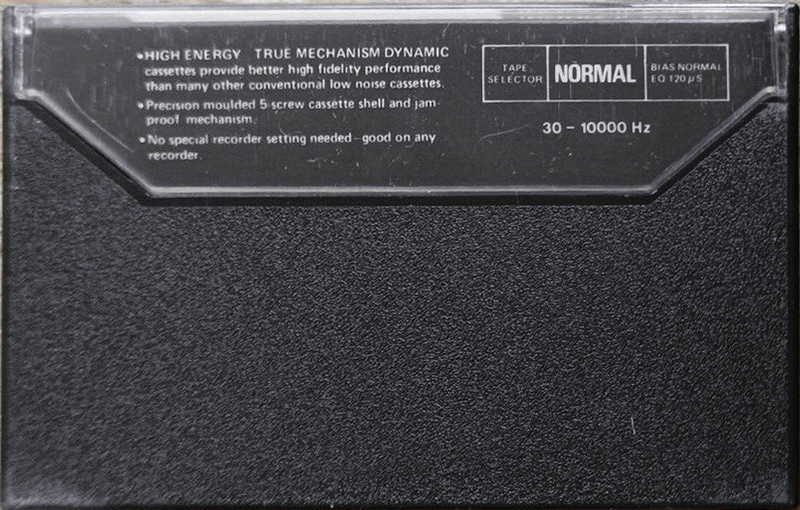 •HIGH ENERGY TRUE MECHANISM DYNAMIC
cassettes provide better high fidelity performance
than many other conventional low noise cassettes.
•Precision moulded 5 screw cassette shell and jam
proof mechanism.
•No special recorder setting needed good on any
recorder.
TAPE
SELECTOR
NORMAL
BIAS NORMAL
EQ 120 µS
30 - 10000 Hz